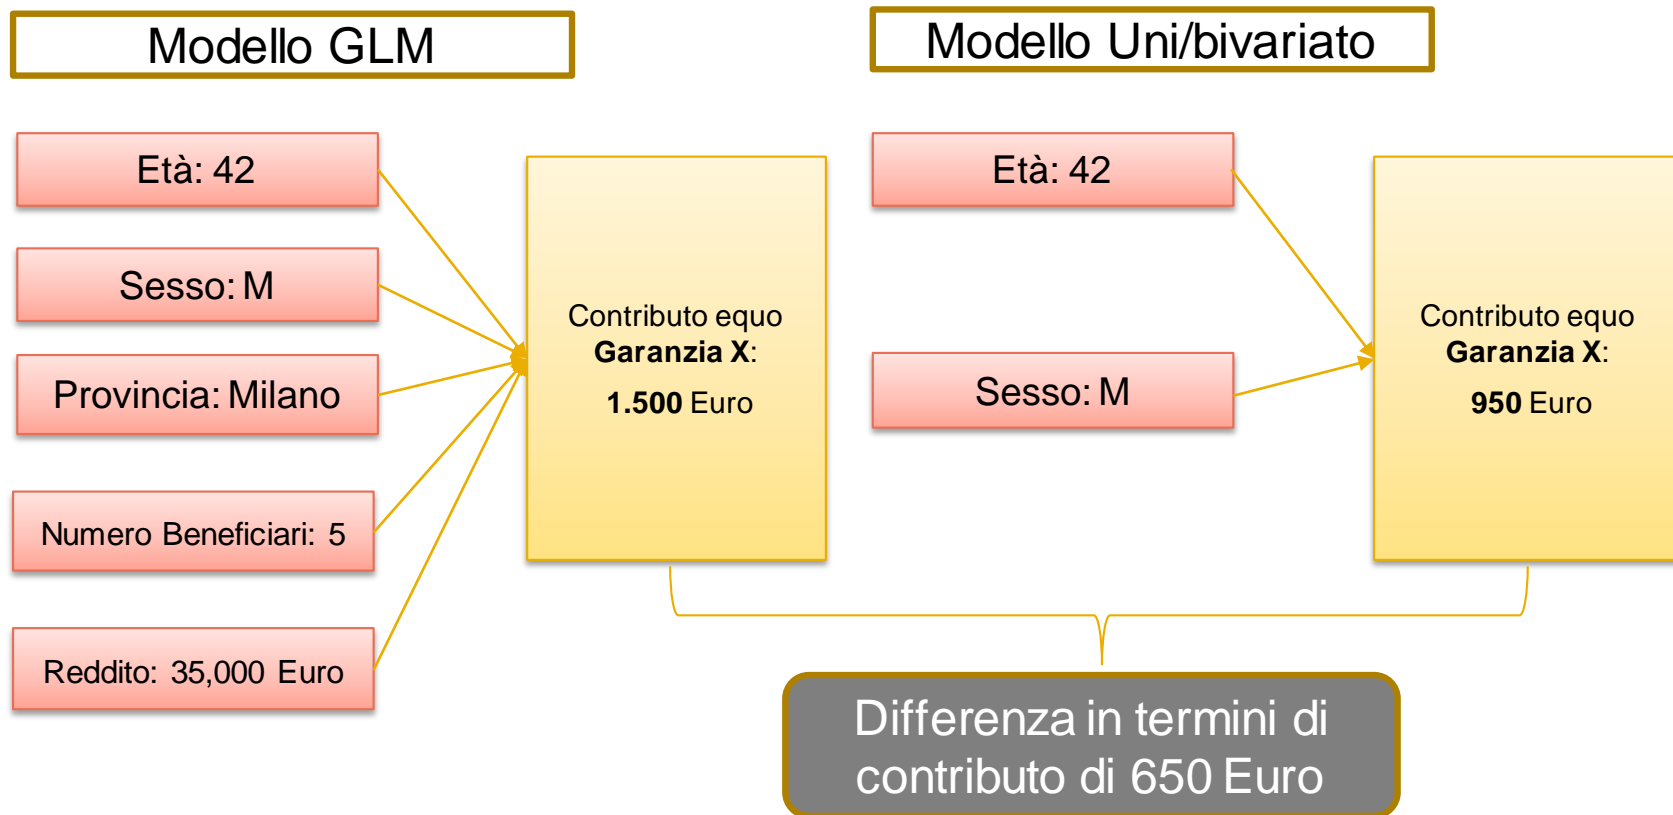 Modello GLM
Età: 42
Sesso: M
Provincia: Milano
Numero Beneficiari: 5
Reddito: 35,000 Euro
Contributo equo
Garanzia X:
1.500 Euro
Modello Uni/bivariato
Età: 42
Sesso: M
Contributo equo
Garanzia X:
950 Euro
Differenza in termini di
contributo di 650 Euro